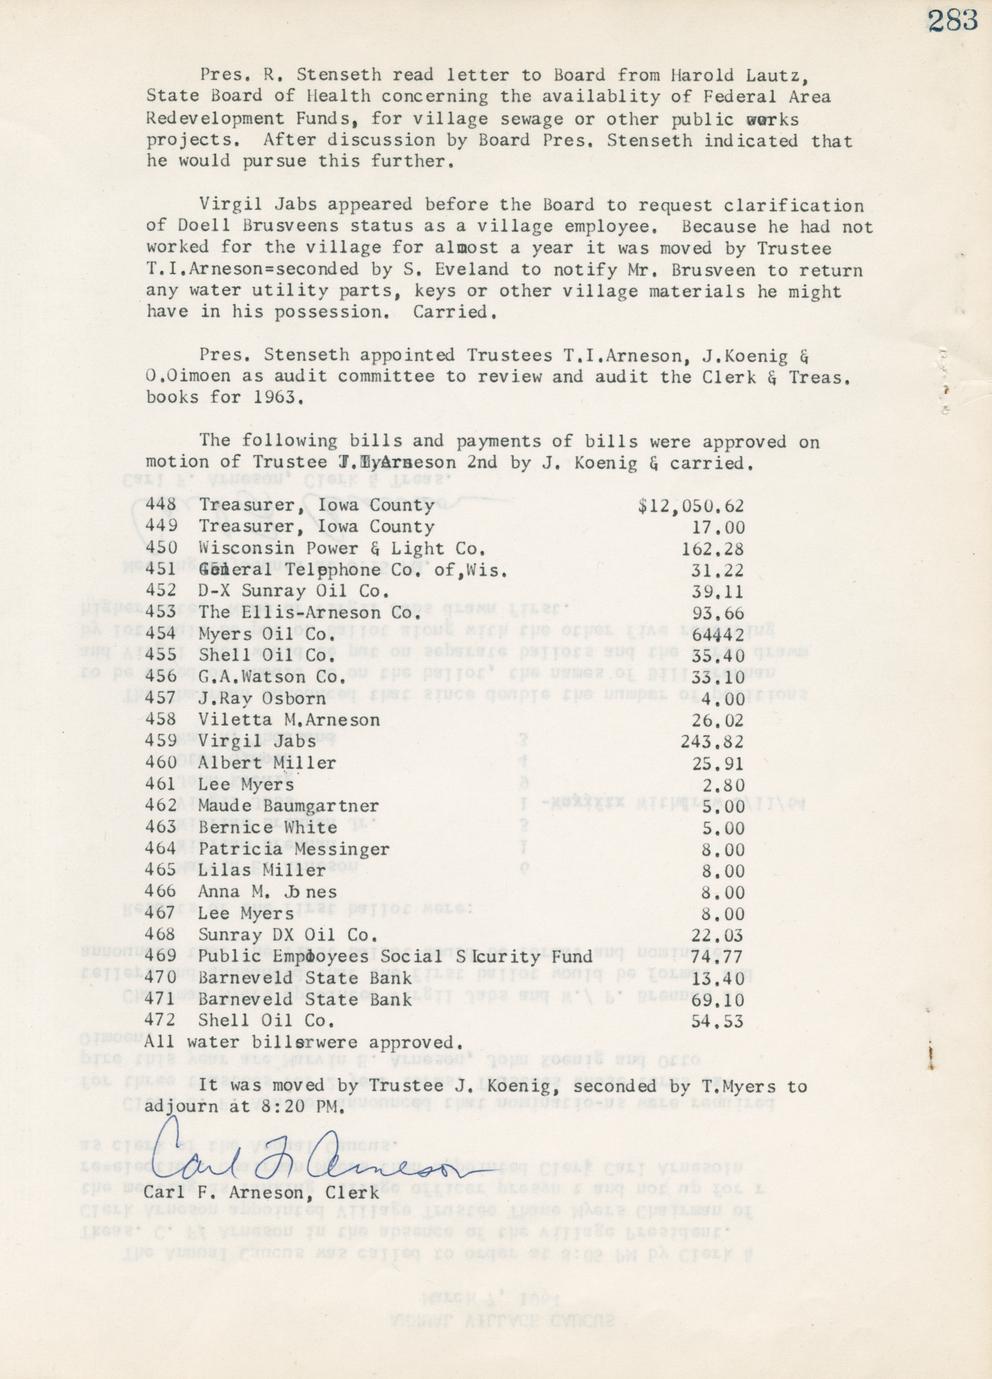 283
Pres. R. Stenseth read letter to Board from Harold Lautz,
State Board of Health concerning the availablity of Federal Area
Redevelopment Funds, for village sewage or other public works
projects. After discussion by Board Pres. Stenseth indicated that
he would pursue this further.
Virgil Jabs appeared before the Board to request clarification
of Doell Brusveens status as a village employee. Because he had not
worked for the village for almost a year it was moved by Trustee
T.I.Arneson=seconded by S. Eveland to notify Mr. Brusveen to return
any water utility parts, keys or other village materials he might
have in his possession. Carried.
Pres. Stenseth appointed Trustees T.I.Arneson, J.Koenig &
O.Oimoen as audit committee to review and audit the Clerk & Treas.
books for 1963.
The following bills and payments of bills were approved on
motion of Trustee Arneson 2nd by J. Koenig & carried.
448 Treasurer, Iowa County $12,050.62
449 Treasurer, Iowa County 17.00
450 Wisconsin Power & Light Co. 162.28
451 General Telpphone Co. of,Wis. 31.22
452 D-X Sunray Oil Co. 39.11
453 The Ellis-Arneson Co. 93.66
454 Myers Oil Co. 64442
455 Shell Oil Co. 35.40
456 G.A.Watson Co. 33.10
457 J.Ray Osborn 4.00
458 Viletta M.Arneson 26.02
459 Virgil Jabs 243.82
460 Albert Miller 25.91
461 Lee Myers 2.80
462 Maude Baumgartner 5.00
463 Bernice White 5.00
464 Patricia Messinger 8.00
465 Lilas Miller 8.00
466 Anna M. Jones 8.00
467 Lee Myers 8.00
468 Sunray DX Oil Co. 22.03
469 Public Employees Social S Icurity Fund 74.77
470 Barneveld State Bank 13.40
471 Barneveld State Bank 69.10
472 Shell Oil Co. 54.53
All water bills were approved.
It was moved by Trustee J. Koenig, seconded by T.Myers to
adjourn at 8:20 PM.
Carl F. Arneson
Carl F. Arneson, Clerk